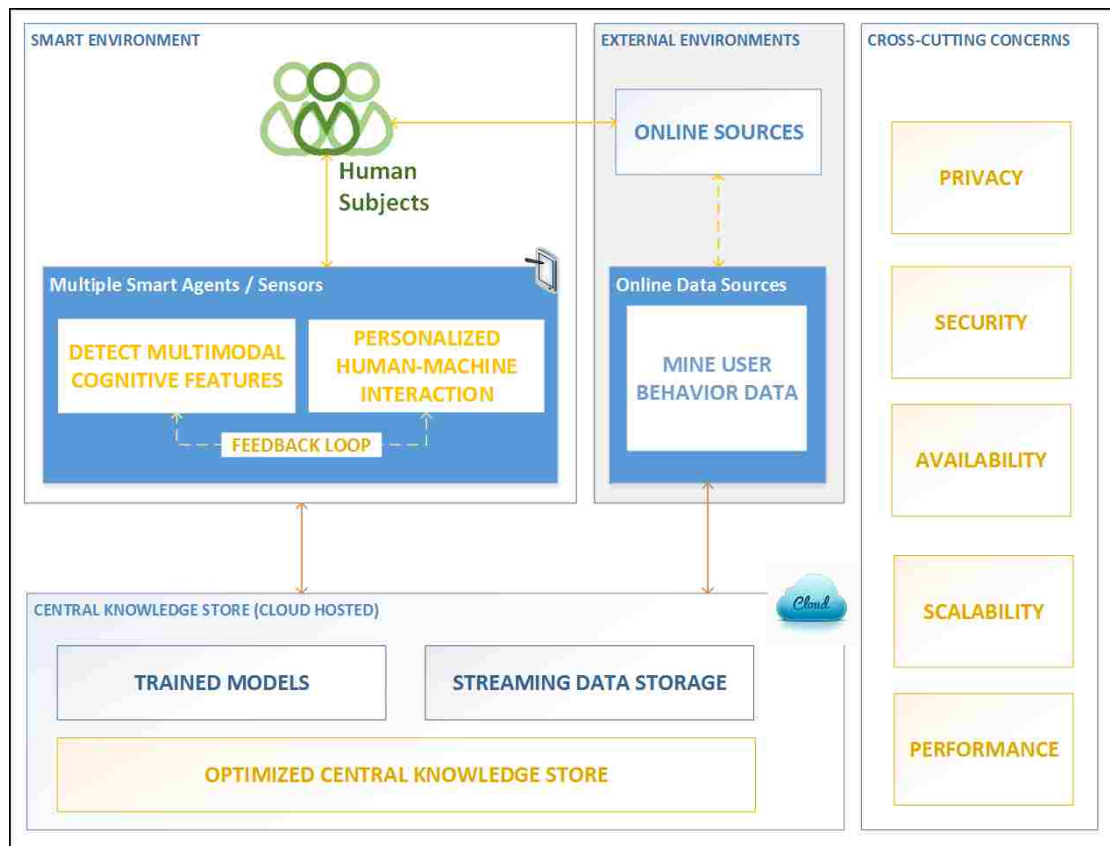 SMART ENVIRONMENT
Human
Subjects
Multiple Smart Agents / Sensors
DETECT MULTIMODAL
COGNITIVE FEATURES
PERSONALIZED
HUMAN-MACHINE
INTERACTION
FEEDBACK LOOP
EXTERNAL ENVIRONMENTS
ONLINE SOURCES
Online Data Sources
MINE USER
BEHAVIOR DATA
CENTRAL KNOWLEDGE STORE (CLOUD HOSTED)
Cloud
TRAINED MODELS
STREAMING DATA STORAGE
OPTIMIZED CENTRAL KNOWLEDGE STORE
CROSS-CUTTING CONCERNS
PRIVACY
SECURITY
AVAILABILITY
SCALABILITY
PERFORMANCE